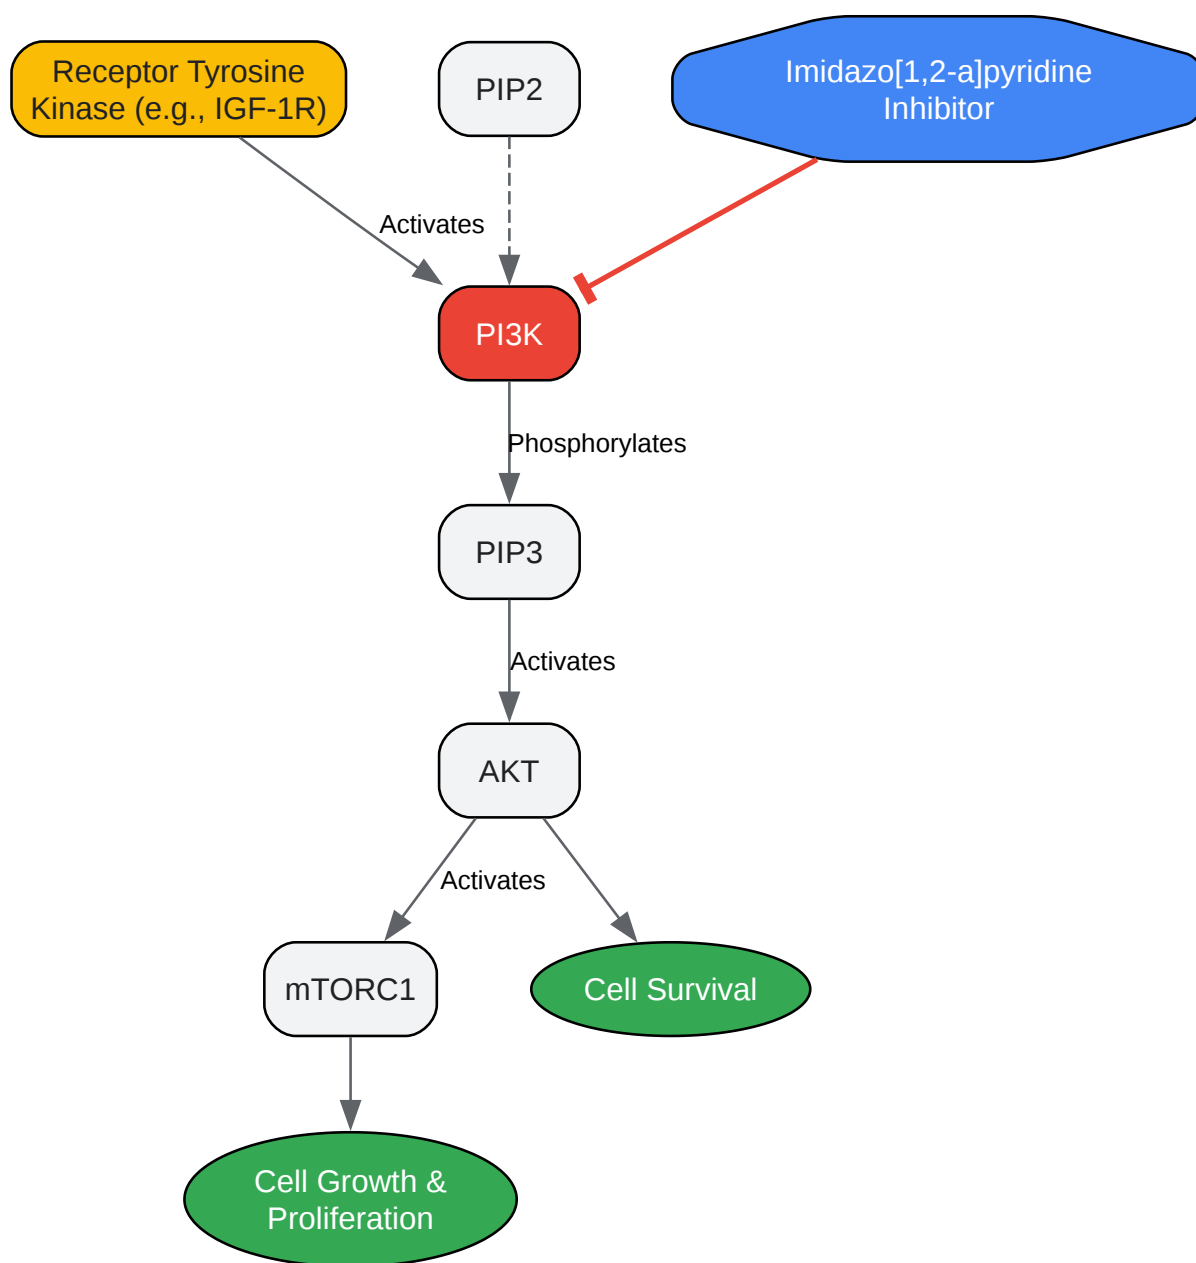 Receptor Tyrosine
Kinase (e.g., IGF-1R)
PIP2
Imidazo[1,2-a]pyridine
Inhibitor
Activates
PI3K
Phosphorylates
PIP3
Activates
AKT
Activates
mTORC1
Cell Survival
Cell Growth &
Proliferation